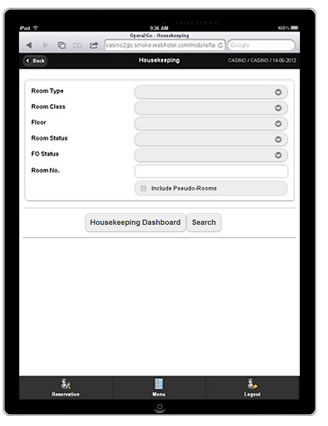 iPad 9:36 AM 100%
Opera2Go - Housekeeping
casino2go.smoke.webhotel.com/mobile/fac Google
Back Housekeeping CASINO / CASINO / 14-06-2012
Room Type
Room Class
Floor
Room Status
FO Status
Room No.
Include Pseudo-Rooms
Housekeeping Dashboard Search
Reservation Menu Logout